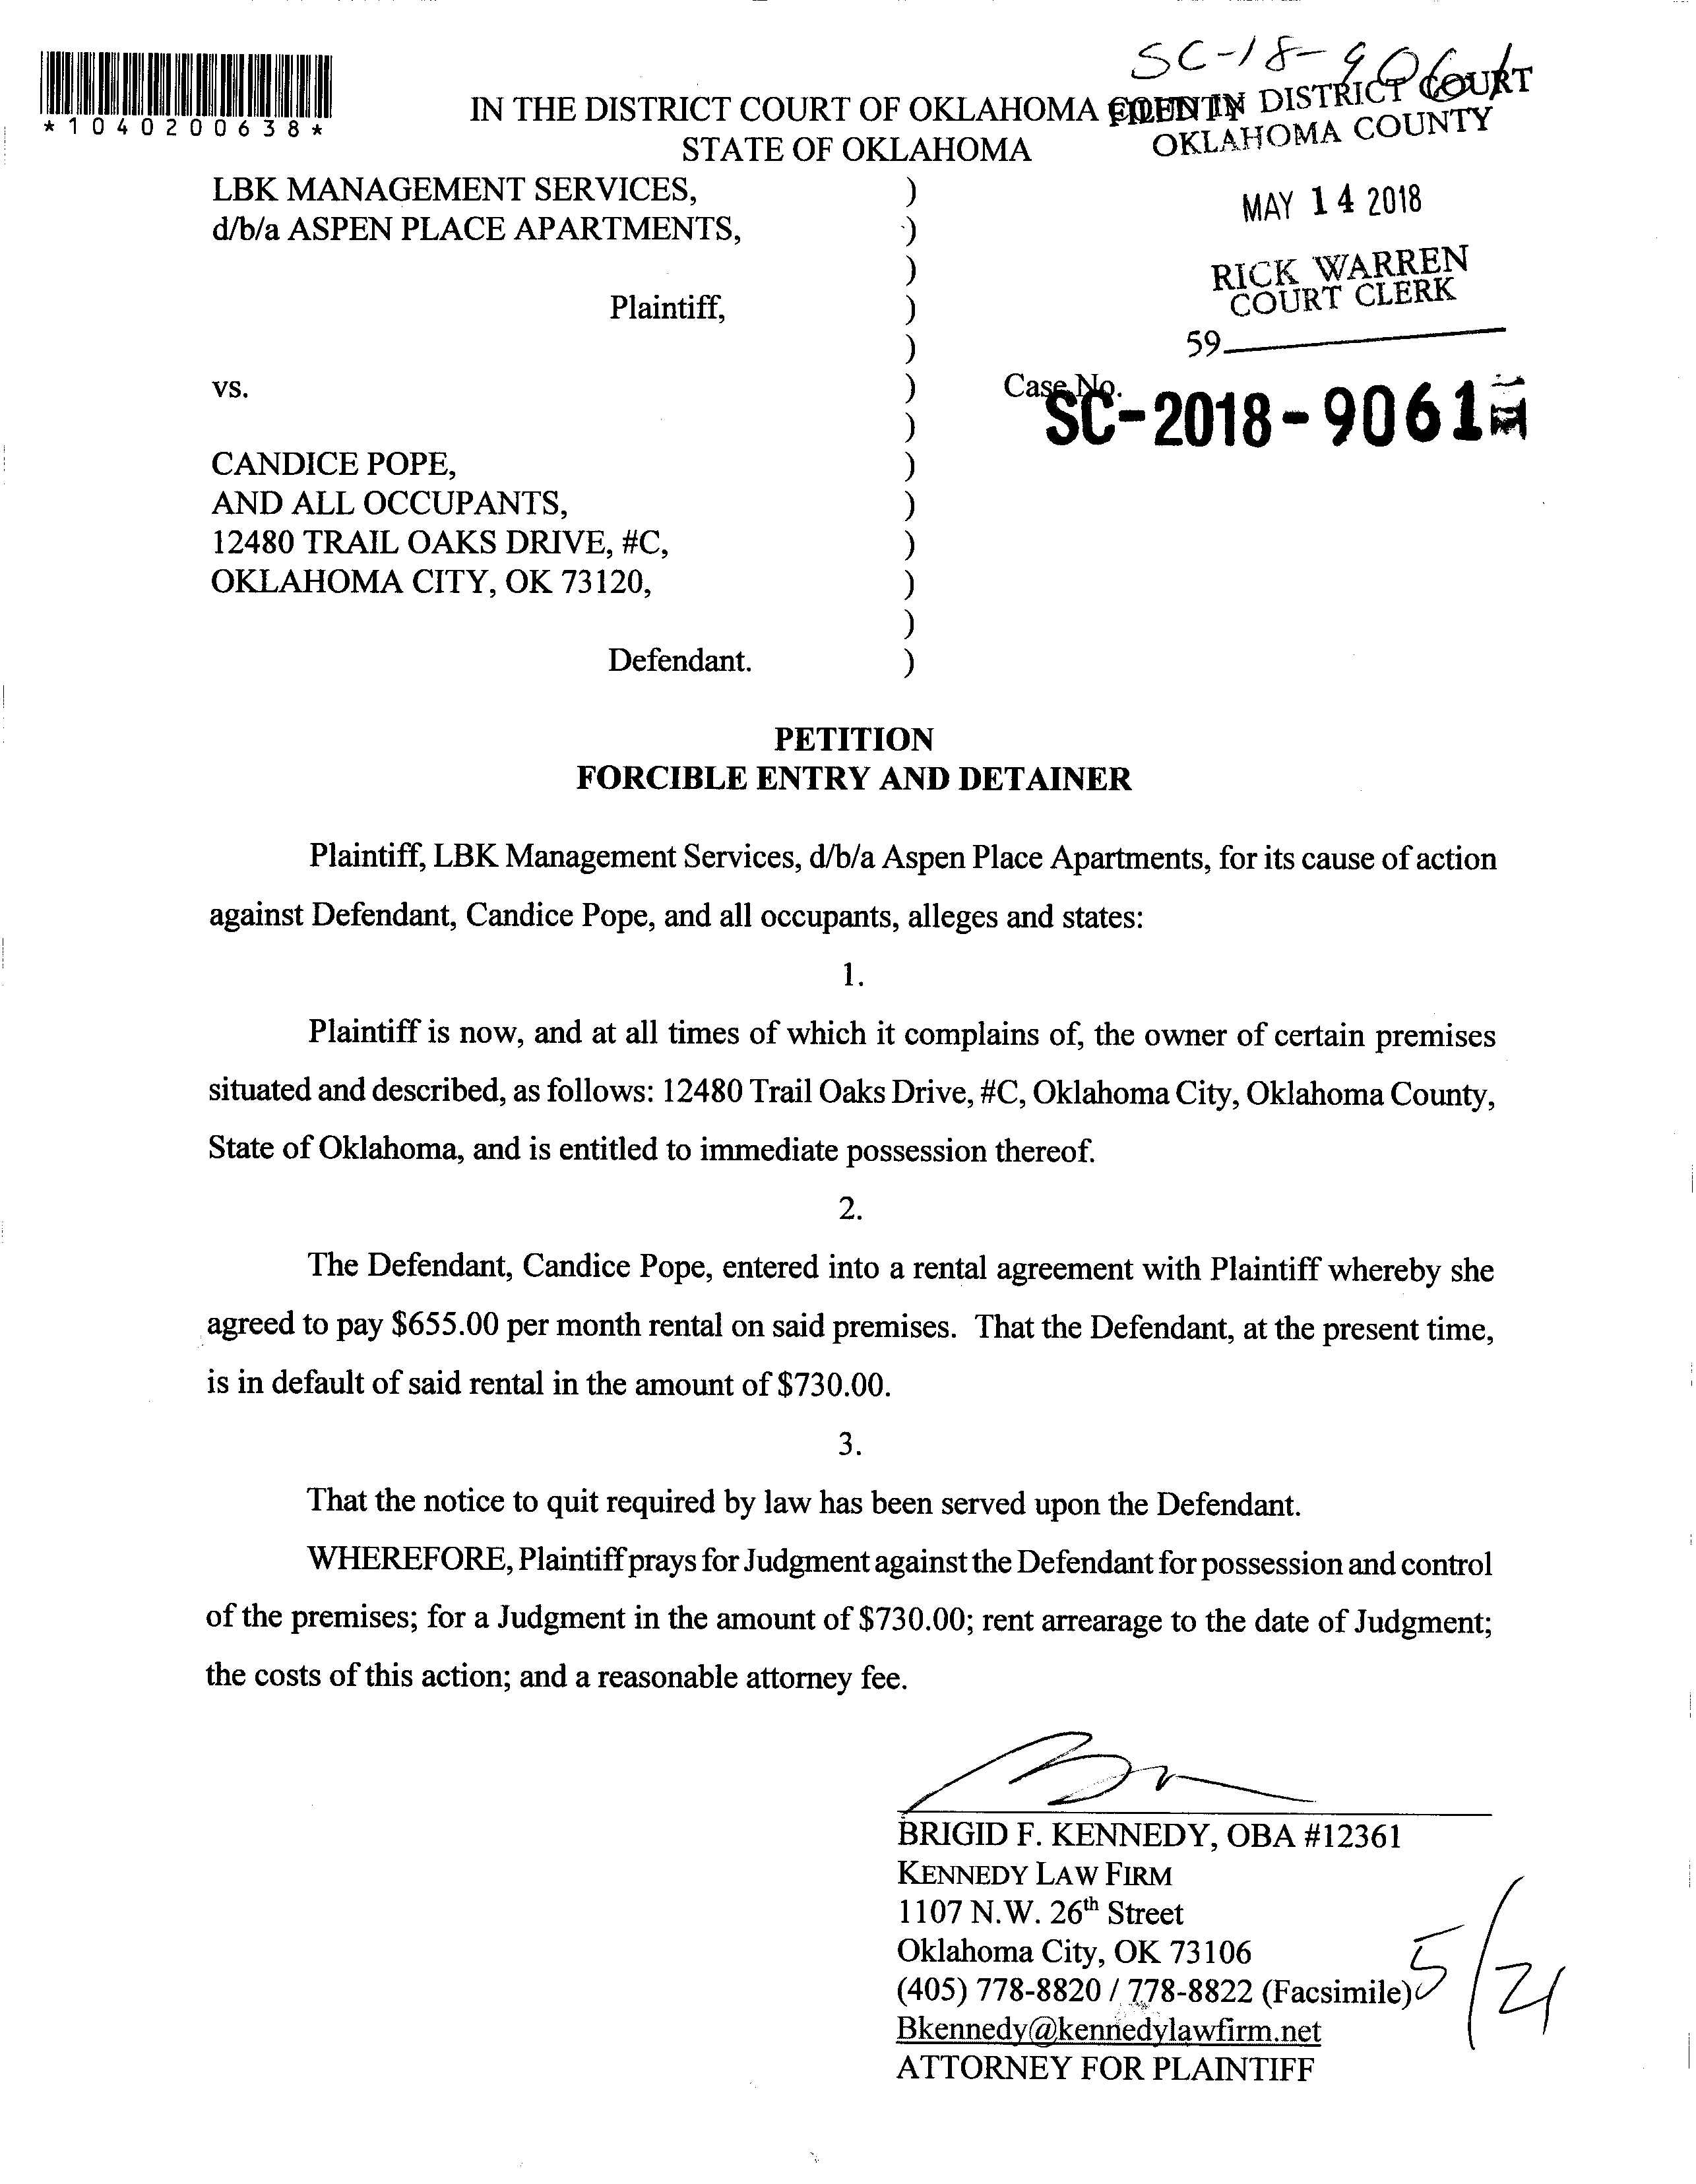 SC-18-9061
*1040200638*
IN THE DISTRICT COURT OF OKLAHOMA COUNTY
STATE OF OKLAHOMA
FILED IN DISTRICT COURT
OKLAHOMA COUNTY
MAY 14 2018
RICK WARREN
COURT CLERK
59
LBK MANAGEMENT SERVICES, )
d/b/a ASPEN PLACE APARTMENTS, )
)
Plaintiff, )
)
vs. ) Case No.
SC-2018-9061
)
CANDICE POPE, )
AND ALL OCCUPANTS, )
12480 TRAIL OAKS DRIVE, #C, )
OKLAHOMA CITY, OK 73120, )
)
Defendant. )
PETITION
FORCIBLE ENTRY AND DETAINER
Plaintiff, LBK Management Services, d/b/a Aspen Place Apartments, for its cause of action
against Defendant, Candice Pope, and all occupants, alleges and states:
1.
Plaintiff is now, and at all times of which it complains of, the owner of certain premises
situated and described, as follows: 12480 Trail Oaks Drive, #C, Oklahoma City, Oklahoma County,
State of Oklahoma, and is entitled to immediate possession thereof.
2.
The Defendant, Candice Pope, entered into a rental agreement with Plaintiff whereby she
agreed to pay $655.00 per month rental on said premises. That the Defendant, at the present time,
is in default of said rental in the amount of $730.00.
3.
That the notice to quit required by law has been served upon the Defendant.
WHEREFORE, Plaintiff prays for Judgment against the Defendant for possession and control
of the premises; for a Judgment in the amount of $730.00; rent arrearage to the date of Judgment;
the costs of this action; and a reasonable attorney fee.
BRIGID F. KENNEDY, OBA #12361
KENNEDY LAW FIRM
1107 N.W. 26th Street
Oklahoma City, OK 73106
(405) 778-8820 / 778-8822 (Facsimile)
Bkennedy@kennedylawfirm.net
ATTORNEY FOR PLAINTIFF
5/21